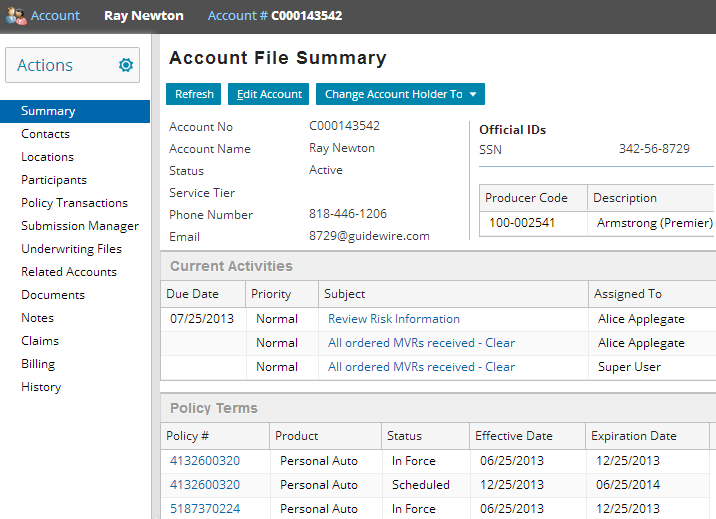 Account Ray Newton Account # C000143542
Actions
Summary
Contacts
Locations
Participants
Policy Transactions
Submission Manager
Underwriting Files
Related Accounts
Documents
Notes
Claims
Billing
History
Account File Summary
Refresh Edit Account Change Account Holder To
Account No C000143542
Account Name Ray Newton
Status Active
Service Tier
Phone Number 818-446-1206
Email 8729@guidewire.com
Official IDs
SSN 342-56-8729
Producer Code Description
100-002541 Armstrong (Premier)
Current Activities
Due Date Priority Subject Assigned To
07/25/2013 Normal Review Risk Information Alice Applegate
Normal All ordered MVRs received - Clear Alice Applegate
Normal All ordered MVRs received - Clear Super User
Policy Terms
Policy # Product Status Effective Date Expiration Date
4132600320 Personal Auto In Force 06/25/2013 12/25/2013
4132600320 Personal Auto Scheduled 12/25/2013 06/25/2014
5187370224 Personal Auto In Force 06/25/2013 12/25/2013